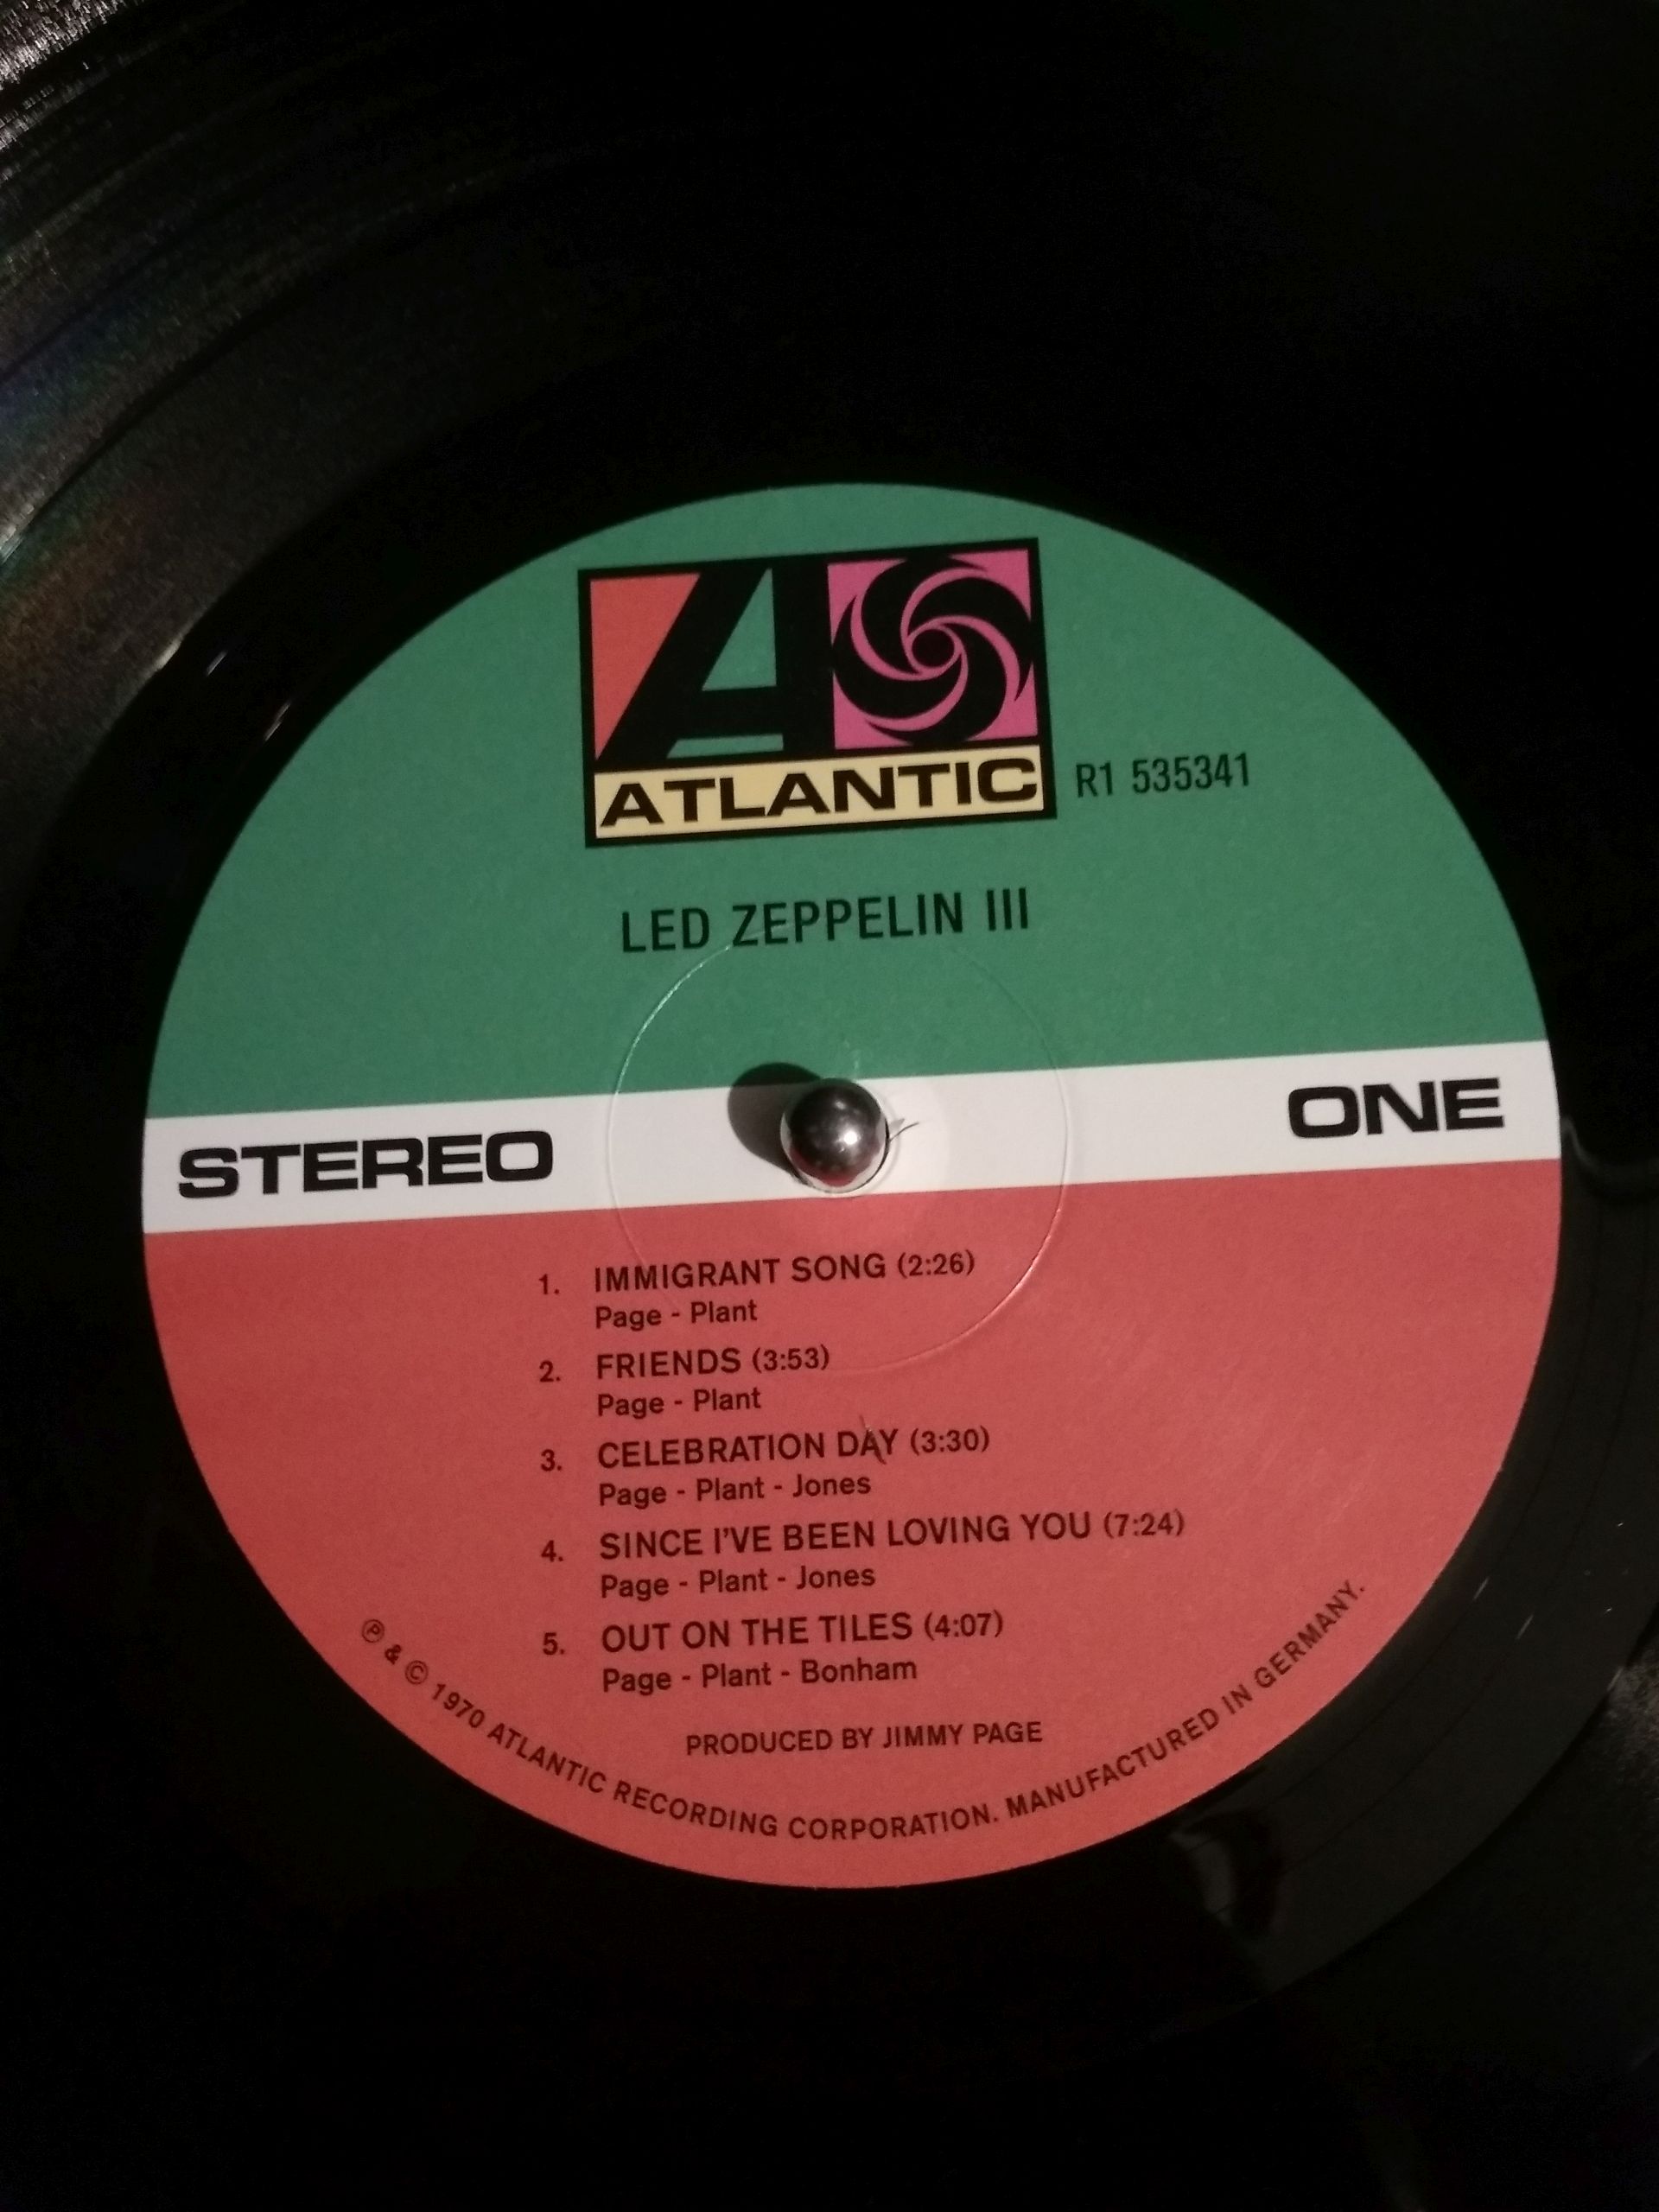 ATLANTIC
R1 535341
LED ZEPPELIN III
STEREO
ONE
1. IMMIGRANT SONG (2:26)
Page - Plant
2. FRIENDS (3:53)
Page - Plant
3. CELEBRATION DAY (3:30)
Page - Plant - Jones
4. SINCE I'VE BEEN LOVING YOU (7:24)
Page - Plant - Jones
5. OUT ON THE TILES (4:07)
Page - Plant - Bonham
PRODUCED BY JIMMY PAGE
℗ & © 1970 ATLANTIC RECORDING CORPORATION. MANUFACTURED IN GERMANY.